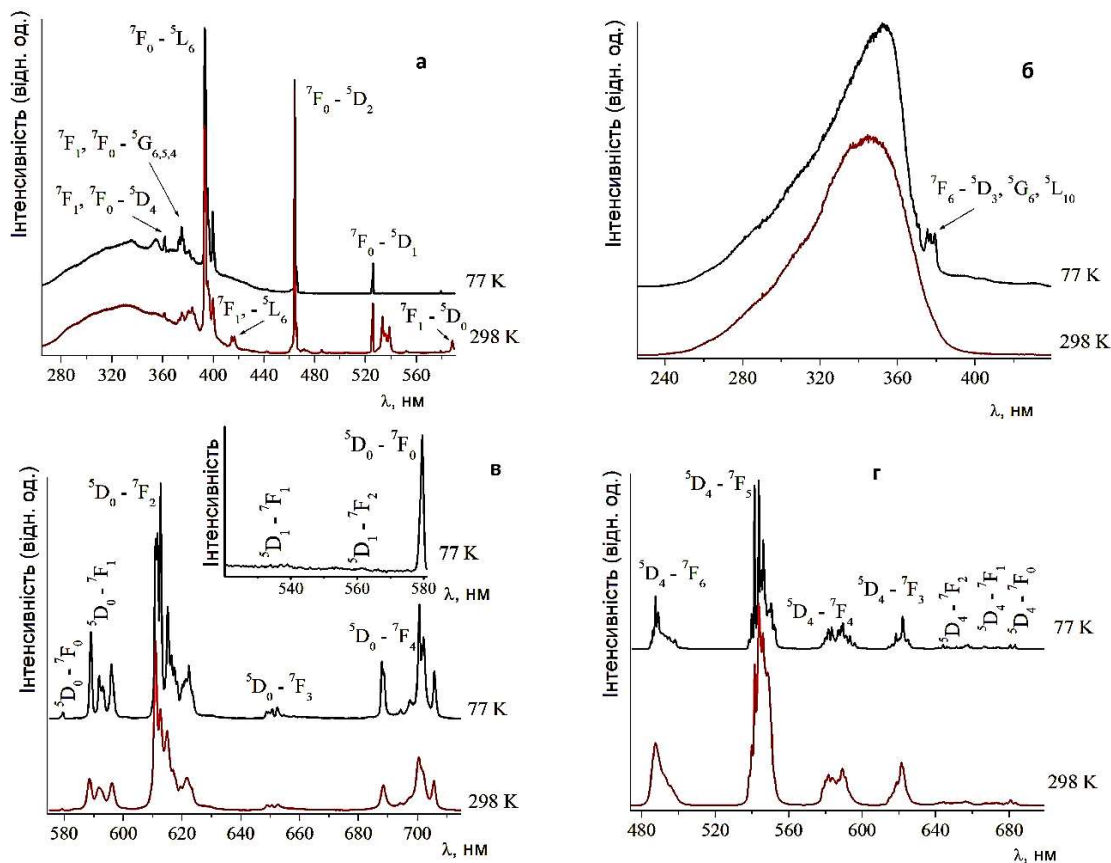 Інтенсивність (відн. од.)
а
⁷F₀ - ⁵L₆
⁷F₀ - ⁵D₂
⁷F₁, ⁷F₀ - ⁵G₆,₅,₄
⁷F₁, ⁷F₀ - ⁵D₄
⁷F₀ - ⁵D₁
77 K
⁷F₁, - ⁵L₆
⁷F₁ - ⁵D₀
298 K
280 320 360 400 440 480 520 560
λ, нм
Інтенсивність (відн. од.)
б
⁷F₆ - ⁵D₃, ⁵G₆, ⁵L₁₀
77 K
298 K
240 280 320 360 400
λ, нм
Інтенсивність (відн. од.)
в
⁵D₀ - ⁷F₂
⁵D₀ - ⁷F₀
⁵D₀ - ⁷F₁
⁵D₀ - ⁷F₃
⁵D₀ - ⁷F₄
77 K
298 K
580 600 620 640 660 680 700
λ, нм
Інтенсивність
⁵D₁ - ⁷F₁
⁵D₁ - ⁷F₂
⁵D₀ - ⁷F₀
77 K
540 560 580
λ, нм
Інтенсивність (відн. од.)
г
⁵D₄ - ⁷F₅
⁵D₄ - ⁷F₆
⁵D₄ - ⁷F₄
⁵D₄ - ⁷F₃
⁵D₄ - ⁷F₂
⁵D₄ - ⁷F₁
⁵D₄ - ⁷F₀
77 K
298 K
480 520 560 600 640 680
λ, нм